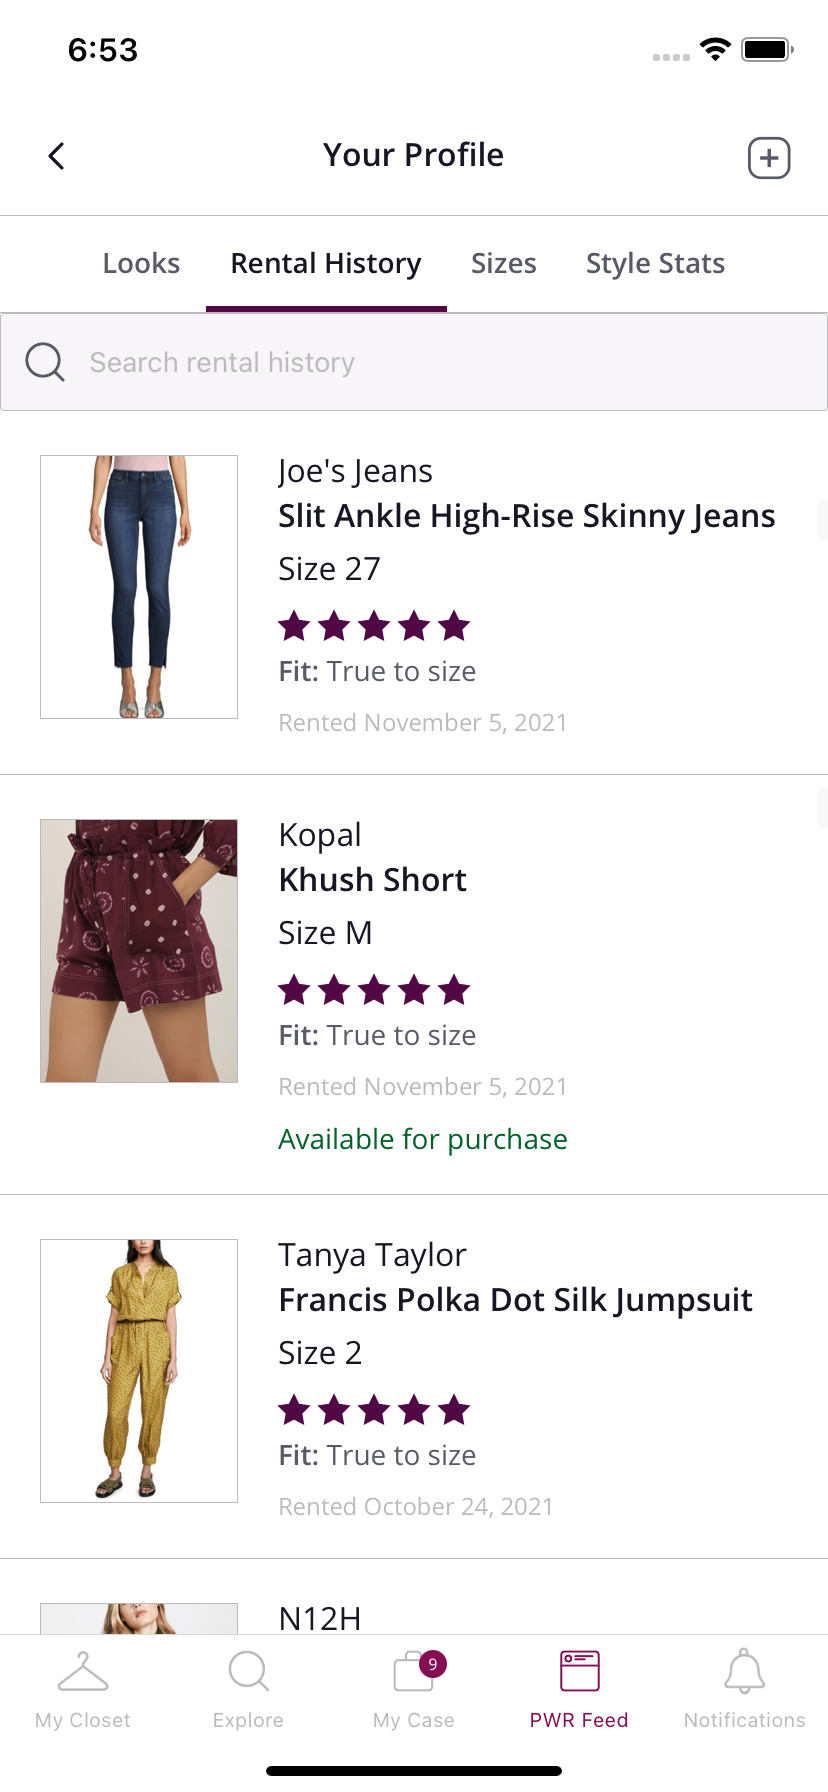 6:53
Your Profile
Looks Rental History Sizes Style Stats
Search rental history
Joe's Jeans
Slit Ankle High-Rise Skinny Jeans
Size 27
Fit: True to size
Rented November 5, 2021
Kopal
Khush Short
Size M
Fit: True to size
Rented November 5, 2021
Available for purchase
Tanya Taylor
Francis Polka Dot Silk Jumpsuit
Size 2
Fit: True to size
Rented October 24, 2021
N12H
9
My Closet Explore My Case PWR Feed Notifications